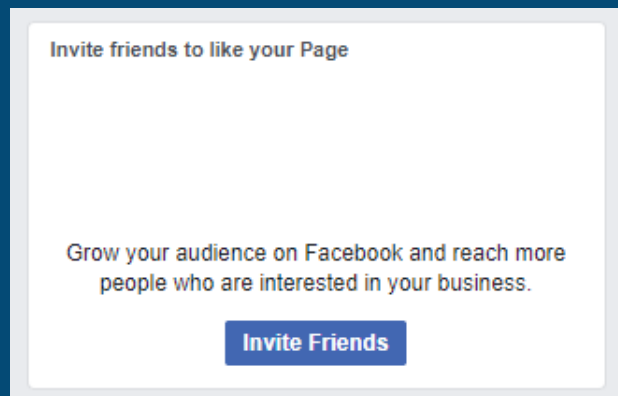 Invite friends to like your Page
Grow your audience on Facebook and reach more
people who are interested in your business.
Invite Friends